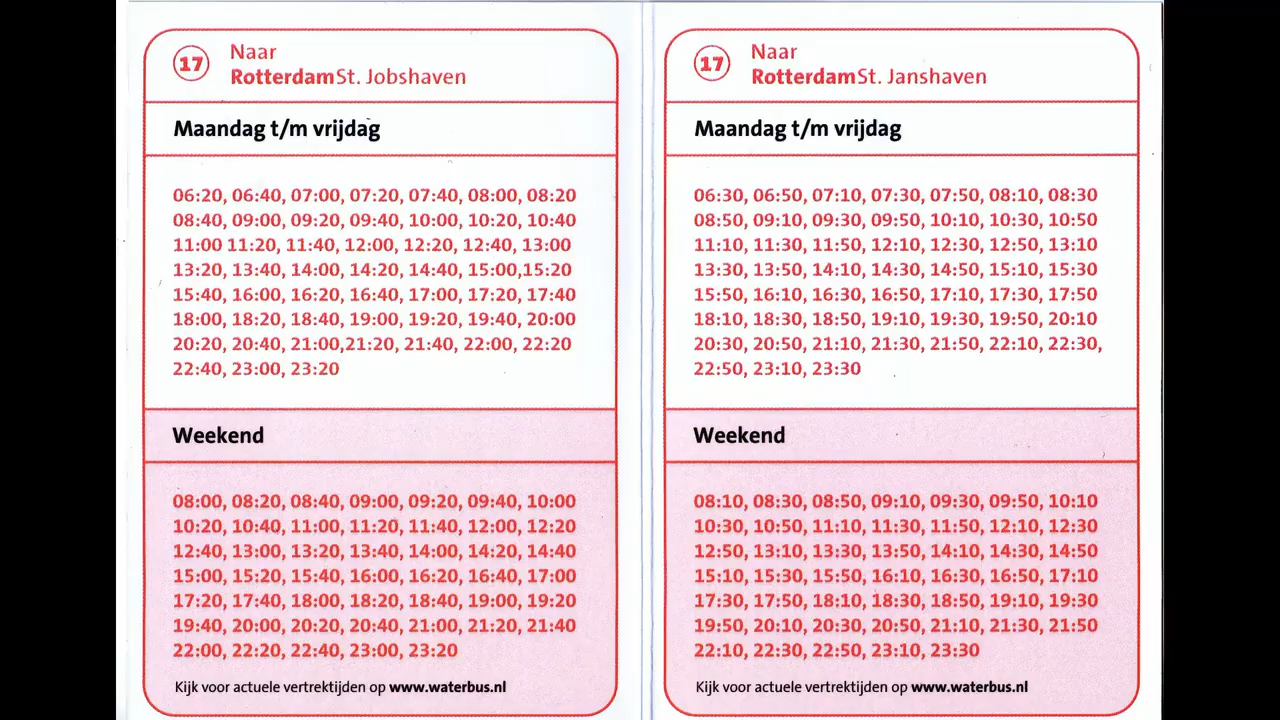 17 Naar
RotterdamSt. Jobshaven
Maandag t/m vrijdag
06:20, 06:40, 07:00, 07:20, 07:40, 08:00, 08:20
08:40, 09:00, 09:20, 09:40, 10:00, 10:20, 10:40
11:00 11:20, 11:40, 12:00, 12:20, 12:40, 13:00
13:20, 13:40, 14:00, 14:20, 14:40, 15:00,15:20
15:40, 16:00, 16:20, 16:40, 17:00, 17:20, 17:40
18:00, 18:20, 18:40, 19:00, 19:20, 19:40, 20:00
20:20, 20:40, 21:00,21:20, 21:40, 22:00, 22:20
22:40, 23:00, 23:20
Weekend
08:00, 08:20, 08:40, 09:00, 09:20, 09:40, 10:00
10:20, 10:40, 11:00, 11:20, 11:40, 12:00, 12:20
12:40, 13:00, 13:20, 13:40, 14:00, 14:20, 14:40
15:00, 15:20, 15:40, 16:00, 16:20, 16:40, 17:00
17:20, 17:40, 18:00, 18:20, 18:40, 19:00, 19:20
19:40, 20:00, 20:20, 20:40, 21:00, 21:20, 21:40
22:00, 22:20, 22:40, 23:00, 23:20
Kijk voor actuele vertrektijden op www.waterbus.nl
17 Naar
RotterdamSt. Janshaven
Maandag t/m vrijdag
06:30, 06:50, 07:10, 07:30, 07:50, 08:10, 08:30
08:50, 09:10, 09:30, 09:50, 10:10, 10:30, 10:50
11:10, 11:30, 11:50, 12:10, 12:30, 12:50, 13:10
13:30, 13:50, 14:10, 14:30, 14:50, 15:10, 15:30
15:50, 16:10, 16:30, 16:50, 17:10, 17:30, 17:50
18:10, 18:30, 18:50, 19:10, 19:30, 19:50, 20:10
20:30, 20:50, 21:10, 21:30, 21:50, 22:10, 22:30,
22:50, 23:10, 23:30
Weekend
08:10, 08:30, 08:50, 09:10, 09:30, 09:50, 10:10
10:30, 10:50, 11:10, 11:30, 11:50, 12:10, 12:30
12:50, 13:10, 13:30, 13:50, 14:10, 14:30, 14:50
15:10, 15:30, 15:50, 16:10, 16:30, 16:50, 17:10
17:30, 17:50, 18:10, 18:30, 18:50, 19:10, 19:30
19:50, 20:10, 20:30, 20:50, 21:10, 21:30, 21:50
22:10, 22:30, 22:50, 23:10, 23:30
Kijk voor actuele vertrektijden op www.waterbus.nl